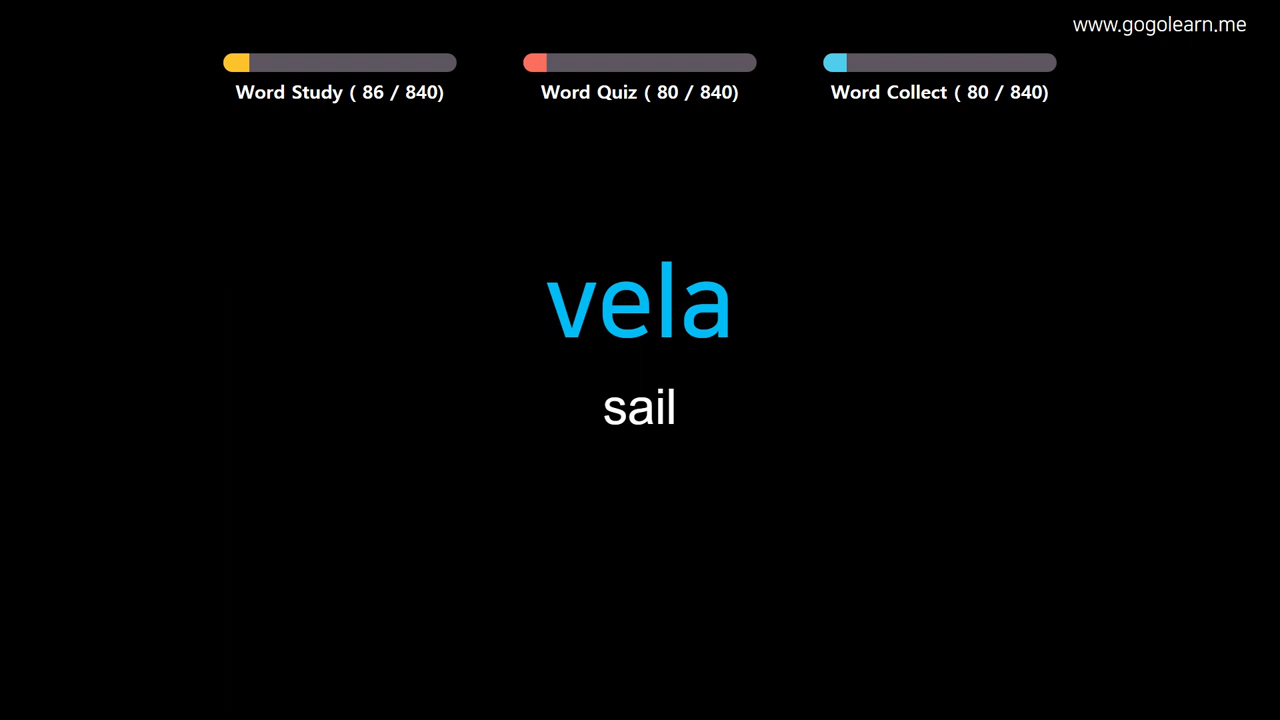 www.gogolearn.me
Word Study ( 86 / 840)
Word Quiz ( 80 / 840)
Word Collect ( 80 / 840)
vela
sail